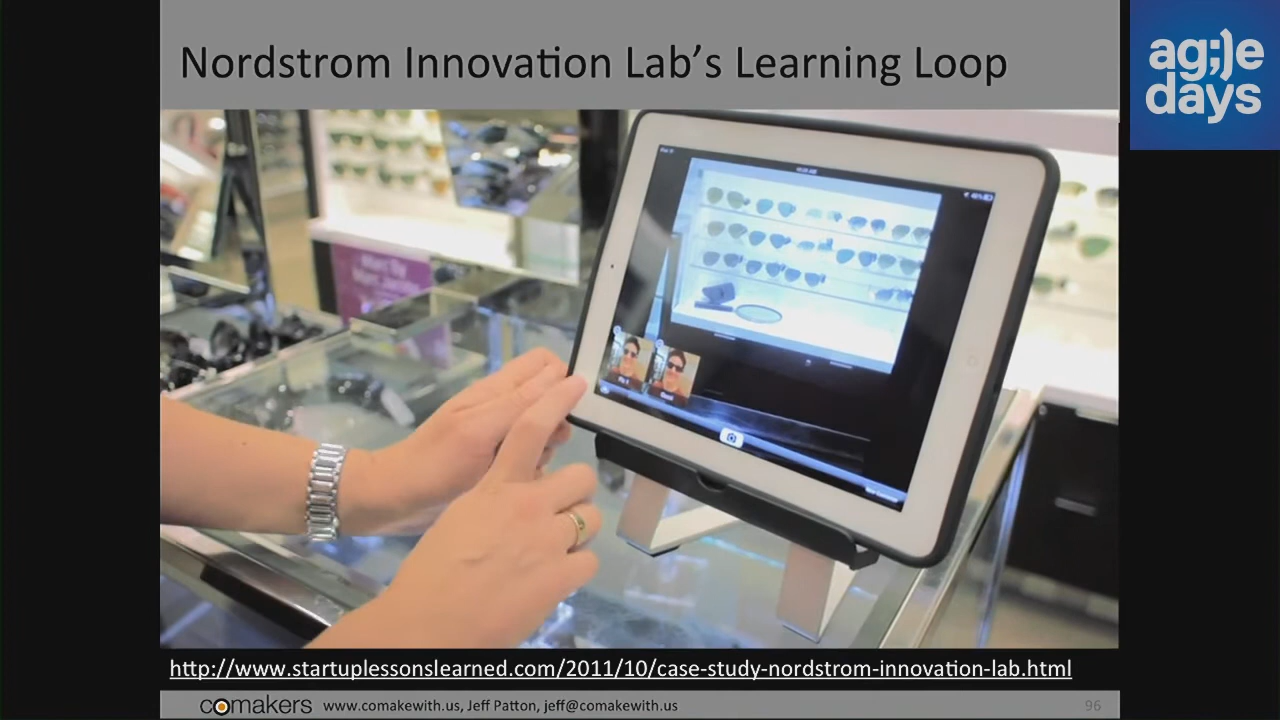 Nordstrom Innovation Lab's Learning Loop
ag;)e
days
http://www.startuplessonslearned.com/2011/10/case-study-nordstrom-innovation-lab.html
comakers www.comakewith.us, Jeff Patton, jeff@comakewith.us 96